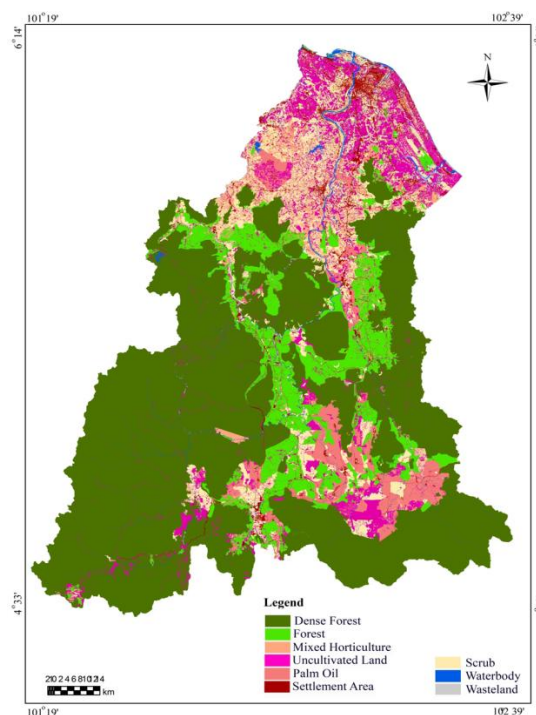 101°19' 102°39'
6°14'
N
4°33'
Legend
Dense Forest
Forest
Mixed Horticulture
Uncultivated Land
Palm Oil
Settlement Area
Scrub
Waterbody
Wasteland
km
101°19' 102 39'